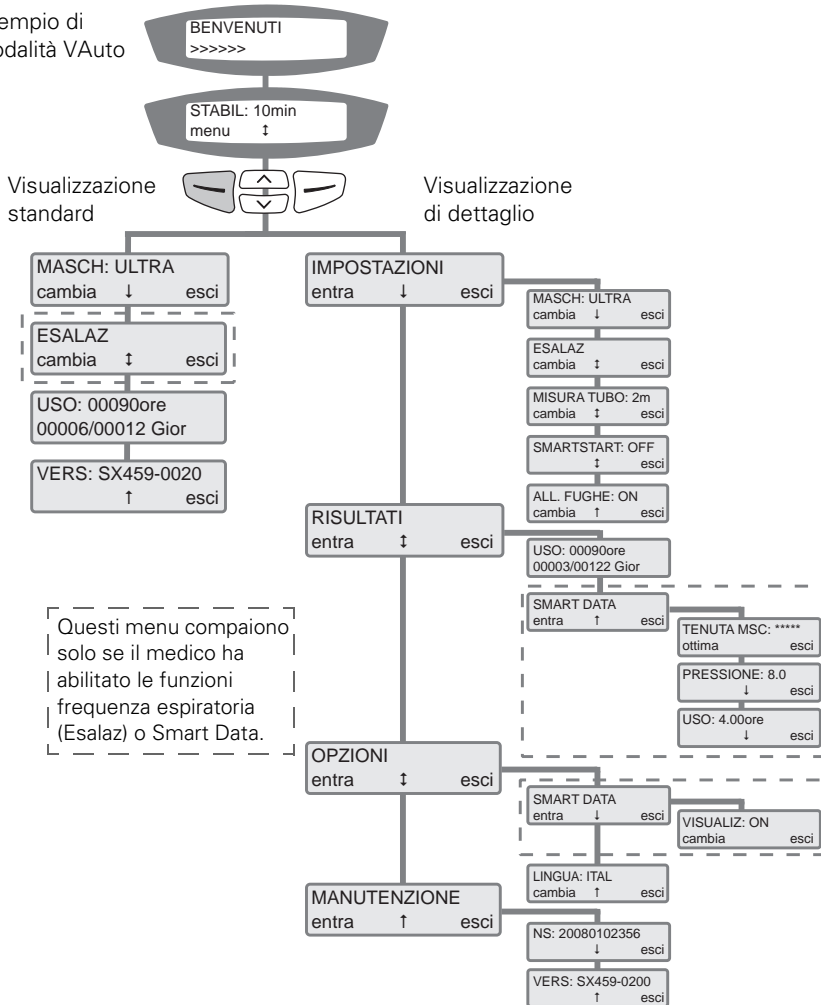 empio di
odalità VAuto
BENVENUTI
>>>>>>
STABIL: 10min
menu ↕
Visualizzazione
standard
Visualizzazione
di dettaglio
MASCH: ULTRA
cambia ↓ esci
ESALAZ
cambia ↕ esci
USO: 00090ore
00006/00012 Gior
VERS: SX459-0020
↑ esci
IMPOSTAZIONI
entra ↓ esci
MASCH: ULTRA
cambia ↓ esci
ESALAZ
cambia ↕ esci
MISURA TUBO: 2m
cambia ↕ esci
SMARTSTART: OFF
↕ esci
ALL. FUGHE: ON
cambia ↑ esci
RISULTATI
entra ↕ esci
USO: 00090ore
00003/00122 Gior
SMART DATA
entra ↑ esci
TENUTA MSC: *****
ottima esci
PRESSIONE: 8.0
↓ esci
USO: 4.00ore
↓ esci
Questi menu compaiono
solo se il medico ha
abilitato le funzioni
frequenza espiratoria
(Esalaz) o Smart Data.
OPZIONI
entra ↕ esci
SMART DATA
entra ↓ esci
VISUALIZ: ON
cambia esci
LINGUA: ITAL
cambia ↑ esci
MANUTENZIONE
entra ↑ esci
NS: 20080102356
↓ esci
VERS: SX459-0200
↑ esci